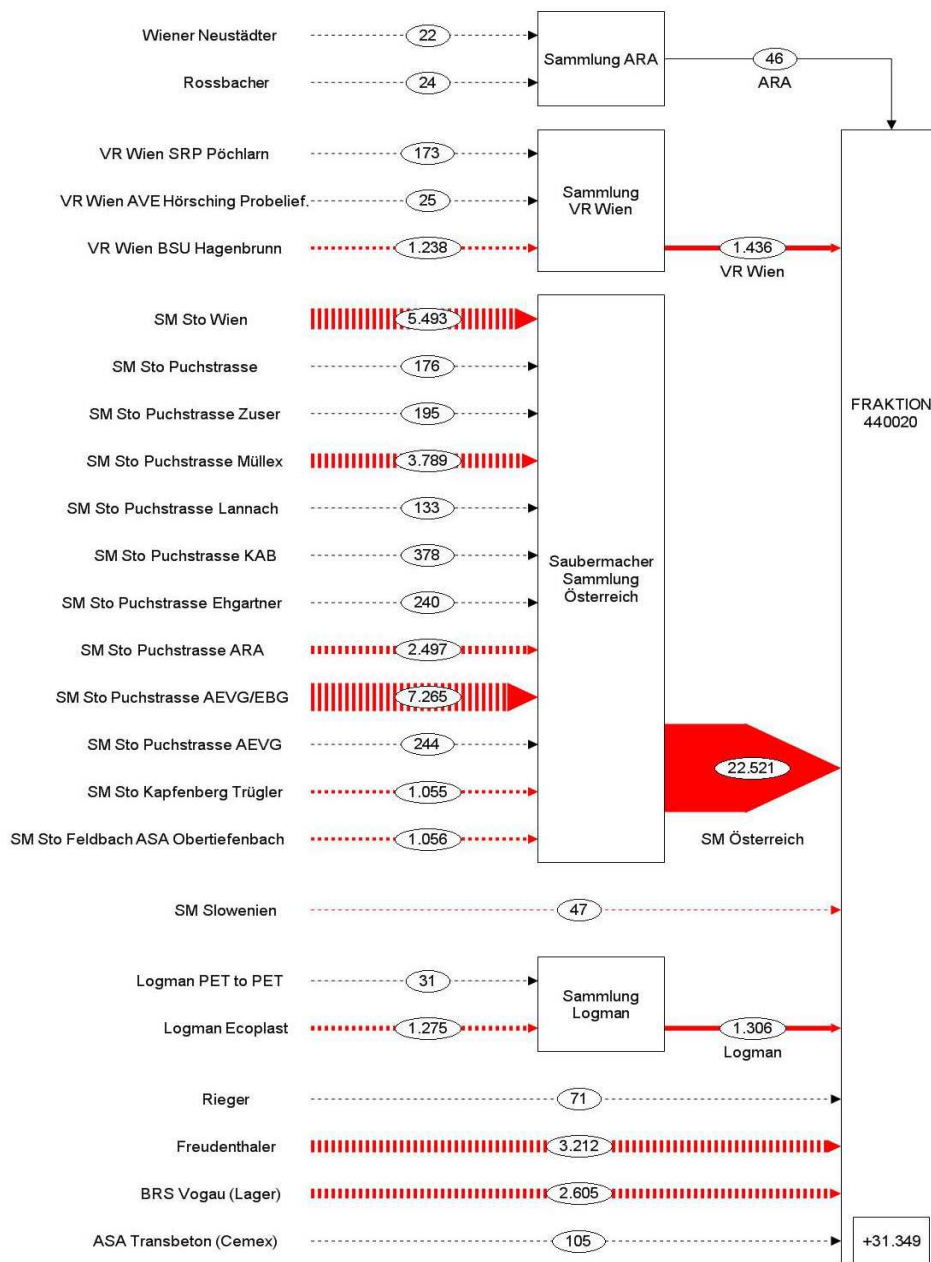 Wiener Neustädter
22
Sammlung ARA
46
ARA
Rossbacher
24
VR Wien SRP Pöchlarn
173
Sammlung
VR Wien
VR Wien AVE Hörsching Probelief.
25
VR Wien BSU Hagenbrunn
1.238
1.436
VR Wien
SM Sto Wien
5.493
SM Sto Puchstrasse
176
SM Sto Puchstrasse Zuser
195
FRAKTION
440020
SM Sto Puchstrasse Müllex
3.789
SM Sto Puchstrasse Lannach
133
SM Sto Puchstrasse KAB
378
Saubermacher
Sammlung
Österreich
SM Sto Puchstrasse Ehgartner
240
SM Sto Puchstrasse ARA
2.497
SM Sto Puchstrasse AEVG/EBG
7.265
SM Sto Puchstrasse AEVG
244
22.521
SM Österreich
SM Sto Kapfenberg Trügler
1.055
SM Sto Feldbach ASA Obertiefenbach
1.056
SM Slowenien
47
Logman PET to PET
31
Sammlung
Logman
Logman Ecoplast
1.275
1.306
Logman
Rieger
71
Freudenthaler
3.212
BRS Vogau (Lager)
2.605
ASA Transbeton (Cemex)
105
+31.349